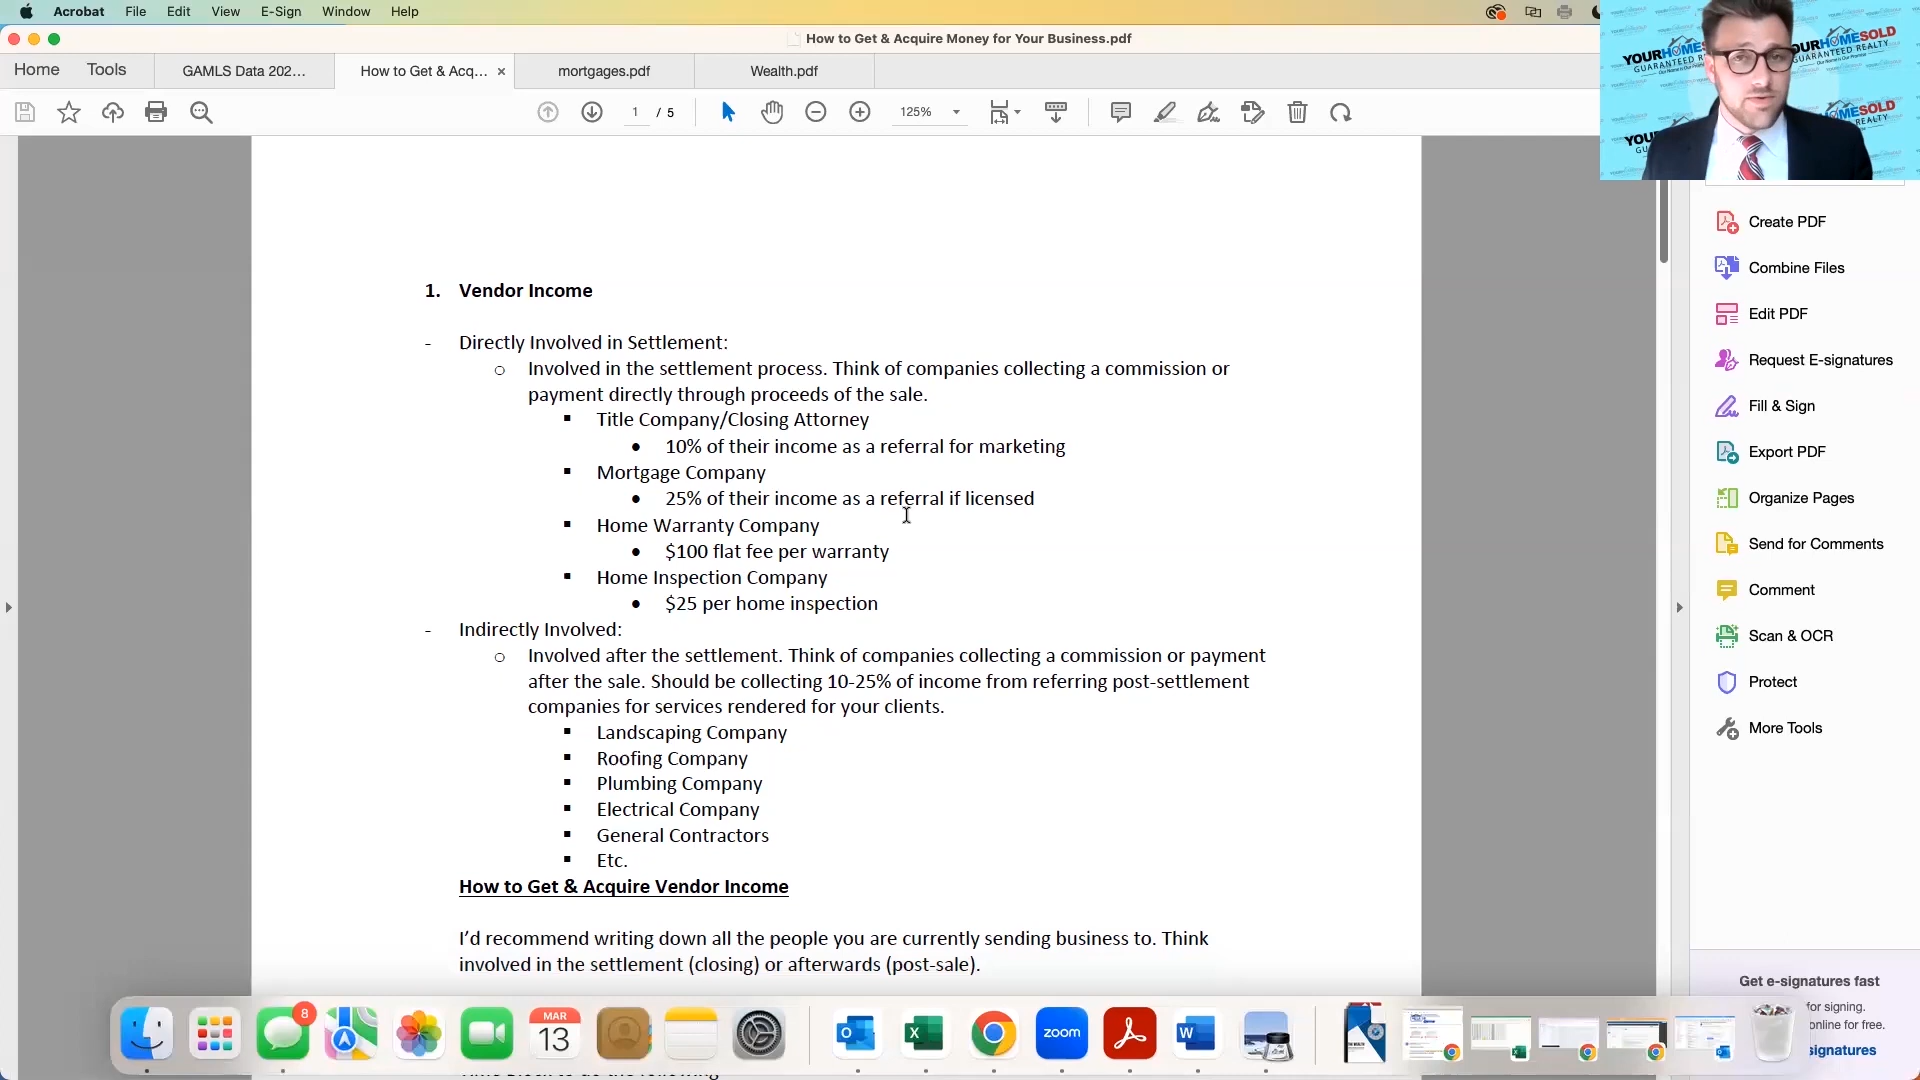 Acrobat File Edit View E-Sign Window Help
How to Get & Acquire Money for Your Business.pdf
Home Tools GAMLS Data 202... How to Get & Acq... × mortgages.pdf Wealth.pdf
1 / 5 125%
YOURHOMESOLD
GUARANTEED REALTY
Create PDF
Combine Files
Edit PDF
Request E-signatures
Fill & Sign
Export PDF
Organize Pages
Send for Comments
Comment
Scan & OCR
Protect
More Tools
Get e-signatures fast
for signing.
online for free.
signatures
1. Vendor Income
- Directly Involved in Settlement:
o Involved in the settlement process. Think of companies collecting a commission or
payment directly through proceeds of the sale.
▪ Title Company/Closing Attorney
• 10% of their income as a referral for marketing
▪ Mortgage Company
• 25% of their income as a referral if licensed
▪ Home Warranty Company
• $100 flat fee per warranty
▪ Home Inspection Company
• $25 per home inspection
- Indirectly Involved:
o Involved after the settlement. Think of companies collecting a commission or payment
after the sale. Should be collecting 10-25% of income from referring post-settlement
companies for services rendered for your clients.
▪ Landscaping Company
▪ Roofing Company
▪ Plumbing Company
▪ Electrical Company
▪ General Contractors
▪ Etc.
How to Get & Acquire Vendor Income
I'd recommend writing down all the people you are currently sending business to. Think
involved in the settlement (closing) or afterwards (post-sale).
8
MAR
13
zoom